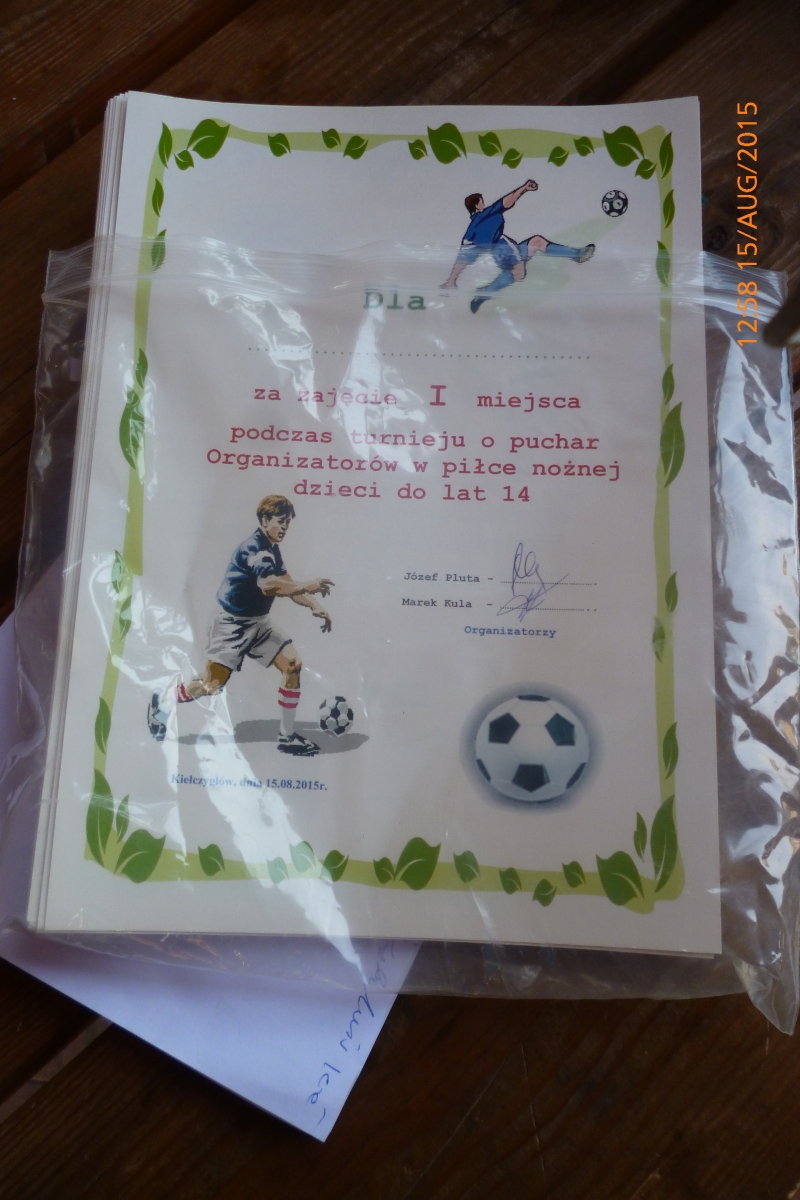 Dla
........................................
za zajęcie I miejsca
podczas turnieju o puchar
Organizatorów w piłce nożnej
dzieci do lat 14
Józef Pluta - ................
Marek Kula - ................
Organizatorzy
Kiełczygłów, dnia 15.08.2015r.
12:58 15/AUG/2015